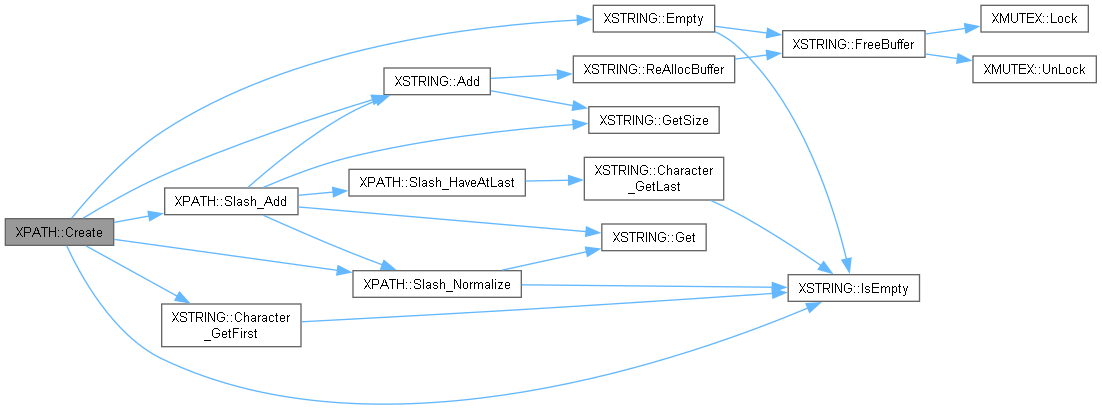 XPATH::Create
XSTRING::Empty
XSTRING::FreeBuffer
XMUTEX::Lock
XMUTEX::UnLock
XSTRING::Add
XSTRING::ReAllocBuffer
XSTRING::GetSize
XPATH::Slash_Add
XPATH::Slash_HaveAtLast
XSTRING::Character
_GetLast
XSTRING::Get
XPATH::Slash_Normalize
XSTRING::IsEmpty
XSTRING::Character
_GetFirst